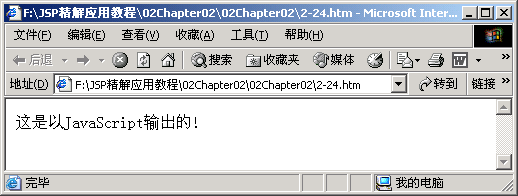 F:\JSP精解应用教程\02Chapter02\02Chapter02\2-24.htm - Microsoft Inter...
文件(F) 编辑(E) 查看(V) 收藏(A) 工具(T) 帮助(H)
后退 搜索 收藏夹 媒体
地址(D) F:\JSP精解应用教程\02Chapter02\02Chapter02\2-24.htm 转到 链接 »
这是以JavaScript输出的!
完毕 我的电脑